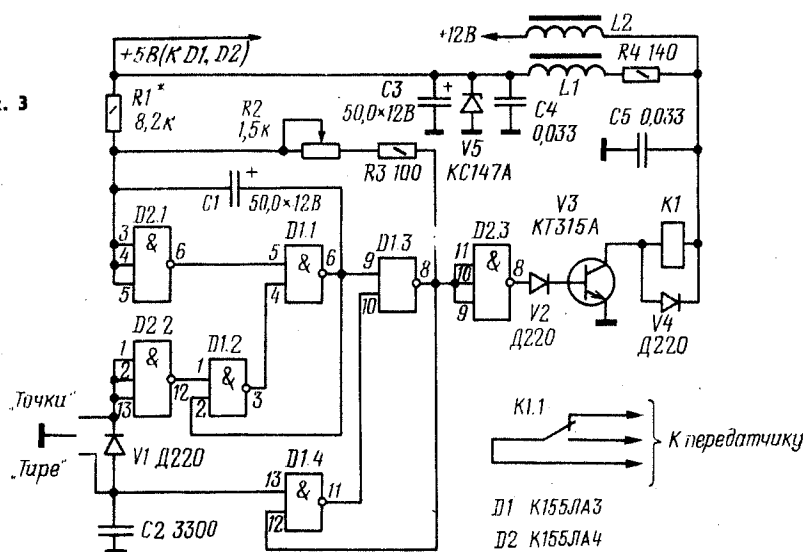 +12В
L2
+5В(К D1, D2)
R4 140
L1
. 3
R1*
8,2к
R2
1,5к
C3
+
50,0×12В
C4
0,033
C5 0,033
V5
КС147А
R3 100
+
C1
50,0×12В
V3
КТ315А
K1
D2.1
3
4
5
&
6
D1.1
5
4
&
6
D1.3
9
10
8
D2.3
11
10
9
&
8
V2
Д220
V4
Д220
D2 2
1
2
13
&
12
D1.2
1
2
&
3
„Точки"
V1 Д220
„Тире"
D1.4
13
12
&
11
C2 3300
K1.1
К передатчику
D1 К155ЛА3
D2 К155ЛА4